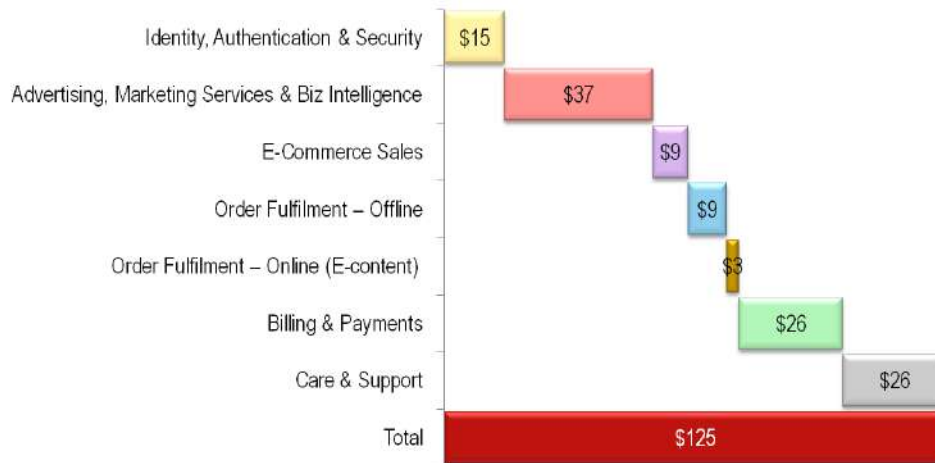 Identity, Authentication & Security $15
Advertising, Marketing Services & Biz Intelligence $37
E-Commerce Sales $9
Order Fulfilment – Offline $9
Order Fulfilment – Online (E-content) $3
Billing & Payments $26
Care & Support $26
Total $125